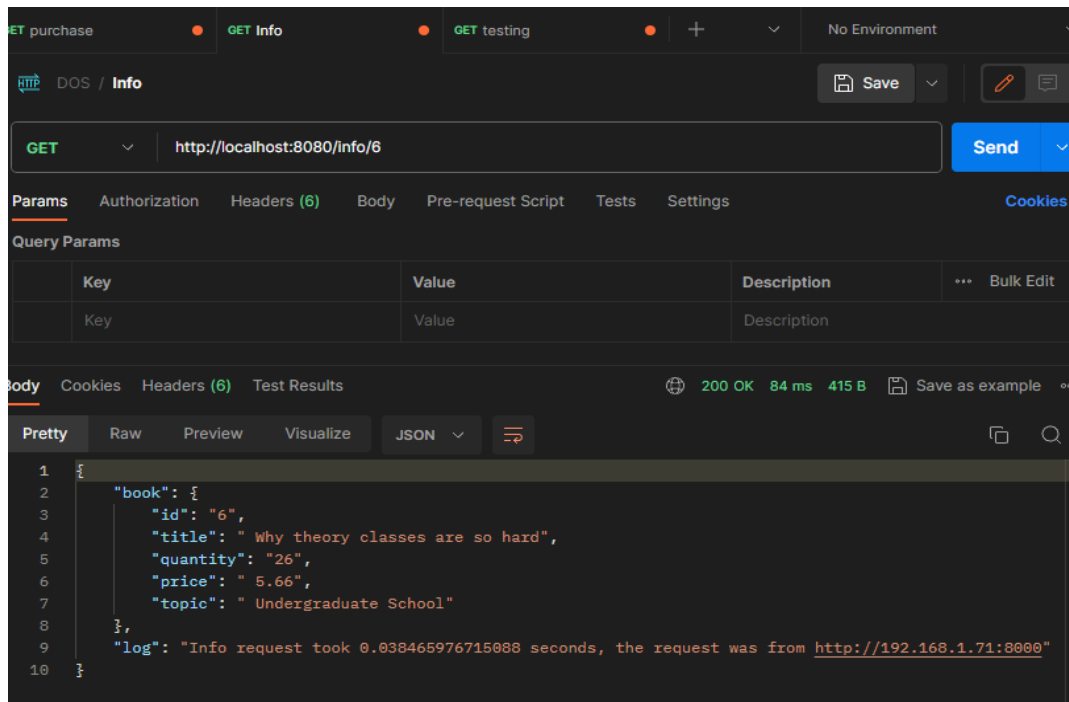 GET purchase GET Info GET testing + No Environment
HTTP DOS / Info Save
GET http://localhost:8080/info/6 Send
Params Authorization Headers (6) Body Pre-request Script Tests Settings Cookies
Query Params
Key Value Description ••• Bulk Edit
Key Value Description
Body Cookies Headers (6) Test Results 200 OK 84 ms 415 B Save as example
Pretty Raw Preview Visualize JSON
1 {
2 "book": {
3 "id": "6",
4 "title": " Why theory classes are so hard",
5 "quantity": "26",
6 "price": " 5.66",
7 "topic": " Undergraduate School"
8 },
9 "log": "Info request took 0.038465976715088 seconds, the request was from http://192.168.1.71:8000"
10 }